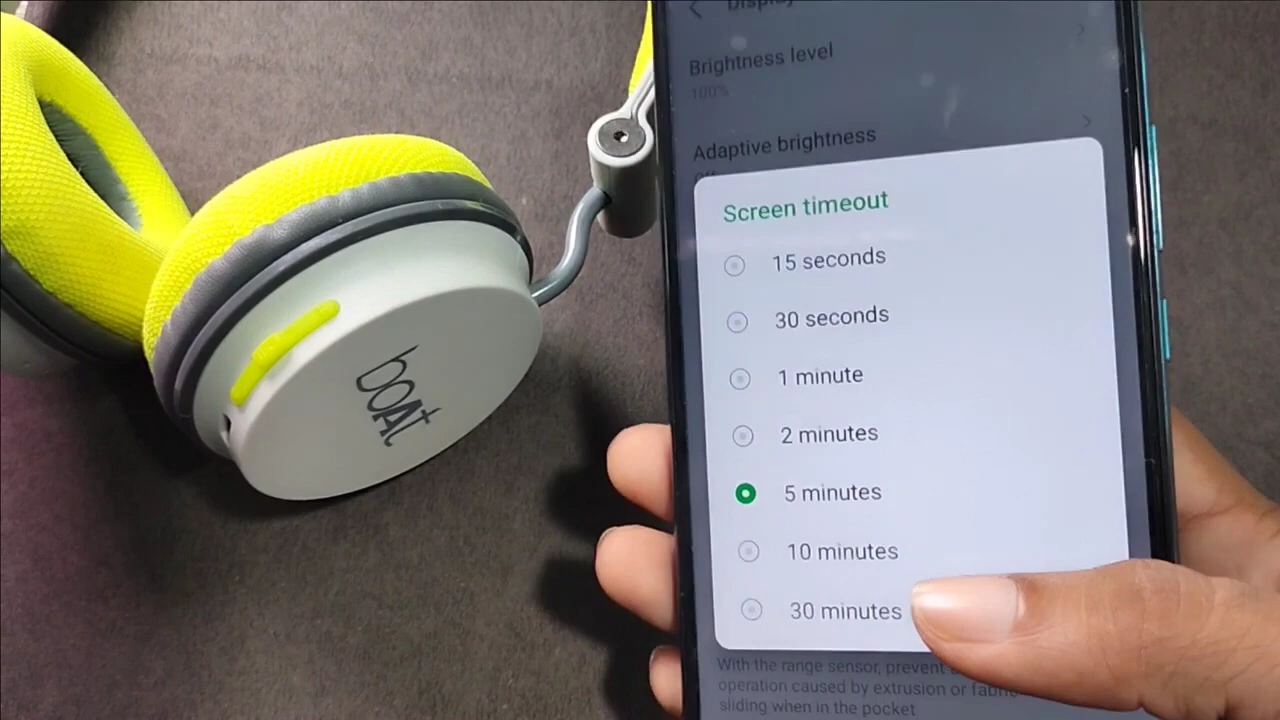 Display
Brightness level
100%
Adaptive brightness
Screen timeout
15 seconds
30 seconds
1 minute
2 minutes
5 minutes
10 minutes
30 minutes
With the range sensor, prevent
operation caused by extrusion or
sliding when in the pocket
boAt